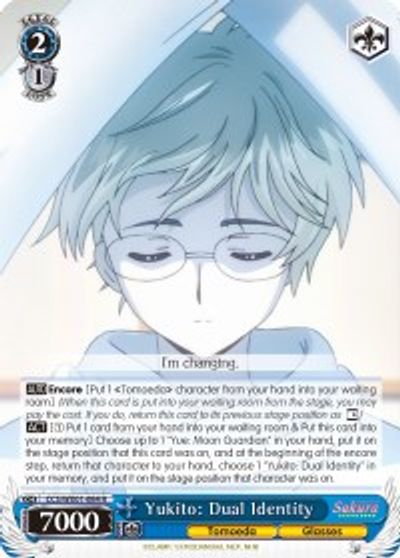 2
1
I'm changing.
AUTO Encore [Put 1 «Tomoeda» character from your hand into your waiting
room] (When this card is put into your waiting room from the stage, you may
pay the cost. If you do, return this card to its previous stage position as
ACT [① Put 1 card from your hand into your waiting room & Put this card into
your memory] Choose up to 1 "Yue: Moon Guardian" in your hand, put it on
the stage position that this card was on, and at the beginning of the encore
step, return that character to your hand, choose 1 "Yukito: Dual Identity"
in your memory, and put it on the stage position that character was on.
Yukito: Dual Identity
Sakura
7000
Tomoeda
Glasses